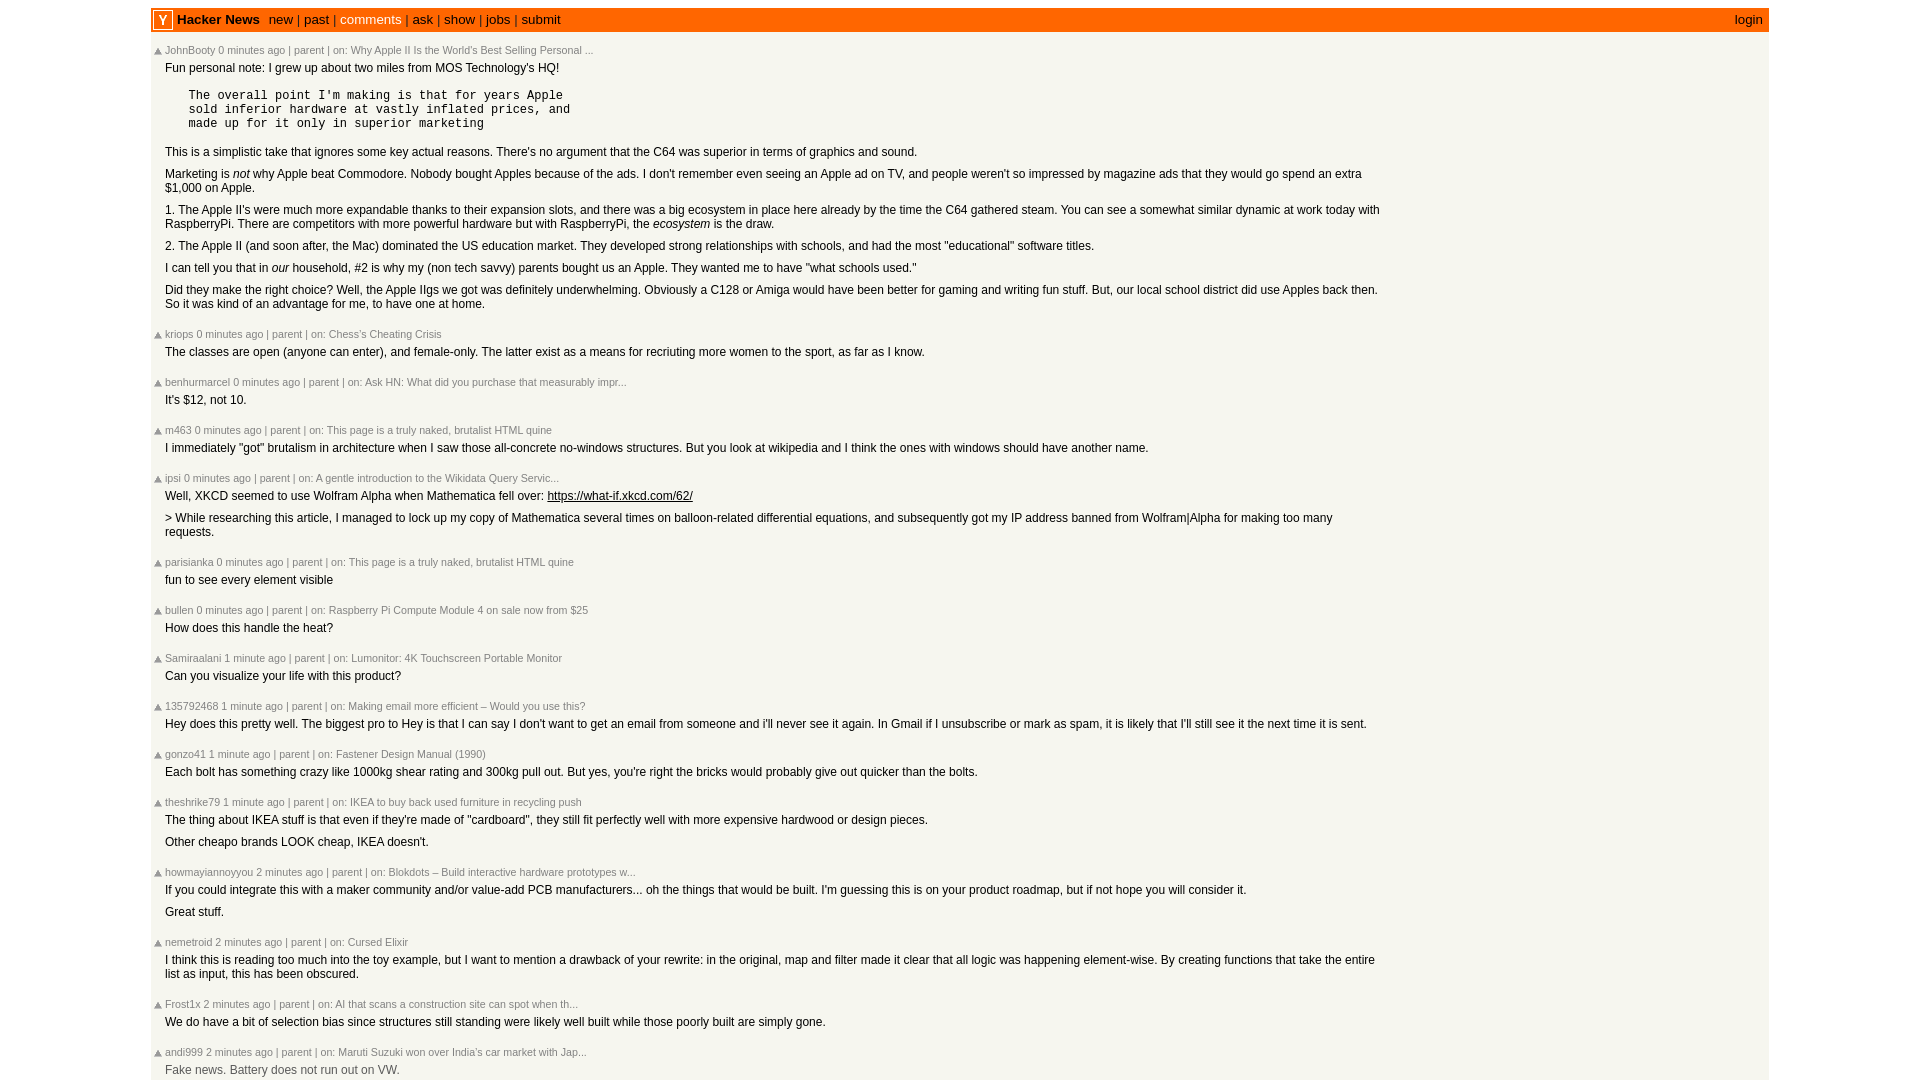 Y Hacker News new | past | comments | ask | show | jobs | submit login
JohnBooty 0 minutes ago | parent | on: Why Apple II Is the World's Best Selling Personal ...
Fun personal note: I grew up about two miles from MOS Technology's HQ!
The overall point I'm making is that for years Apple
sold inferior hardware at vastly inflated prices, and
made up for it only in superior marketing
This is a simplistic take that ignores some key actual reasons. There's no argument that the C64 was superior in terms of graphics and sound.
Marketing is not why Apple beat Commodore. Nobody bought Apples because of the ads. I don't remember even seeing an Apple ad on TV, and people weren't so impressed by magazine ads that they would go spend an extra
$1,000 on Apple.
1. The Apple II's were much more expandable thanks to their expansion slots, and there was a big ecosystem in place here already by the time the C64 gathered steam. You can see a somewhat similar dynamic at work today with
RaspberryPi. There are competitors with more powerful hardware but with RaspberryPi, the ecosystem is the draw.
2. The Apple II (and soon after, the Mac) dominated the US education market. They developed strong relationships with schools, and had the most "educational" software titles.
I can tell you that in our household, #2 is why my (non tech savvy) parents bought us an Apple. They wanted me to have "what schools used."
Did they make the right choice? Well, the Apple IIgs we got was definitely underwhelming. Obviously a C128 or Amiga would have been better for gaming and writing fun stuff. But, our local school district did use Apples back then.
So it was kind of an advantage for me, to have one at home.
kriops 0 minutes ago | parent | on: Chess's Cheating Crisis
The classes are open (anyone can enter), and female-only. The latter exist as a means for recriuting more women to the sport, as far as I know.
benhurmarcel 0 minutes ago | parent | on: Ask HN: What did you purchase that measurably impr...
It's $12, not 10.
m463 0 minutes ago | parent | on: This page is a truly naked, brutalist HTML quine
I immediately "got" brutalism in architecture when I saw those all-concrete no-windows structures. But you look at wikipedia and I think the ones with windows should have another name.
ipsi 0 minutes ago | parent | on: A gentle introduction to the Wikidata Query Servic...
Well, XKCD seemed to use Wolfram Alpha when Mathematica fell over: https://what-if.xkcd.com/62/
> While researching this article, I managed to lock up my copy of Mathematica several times on balloon-related differential equations, and subsequently got my IP address banned from Wolfram|Alpha for making too many
requests.
parisianka 0 minutes ago | parent | on: This page is a truly naked, brutalist HTML quine
fun to see every element visible
bullen 0 minutes ago | parent | on: Raspberry Pi Compute Module 4 on sale now from $25
How does this handle the heat?
Samiraalani 1 minute ago | parent | on: Lumonitor: 4K Touchscreen Portable Monitor
Can you visualize your life with this product?
135792468 1 minute ago | parent | on: Making email more efficient – Would you use this?
Hey does this pretty well. The biggest pro to Hey is that I can say I don't want to get an email from someone and i'll never see it again. In Gmail if I unsubscribe or mark as spam, it is likely that I'll still see it the next time it is sent.
gonzo41 1 minute ago | parent | on: Fastener Design Manual (1990)
Each bolt has something crazy like 1000kg shear rating and 300kg pull out. But yes, you're right the bricks would probably give out quicker than the bolts.
theshrike79 1 minute ago | parent | on: IKEA to buy back used furniture in recycling push
The thing about IKEA stuff is that even if they're made of "cardboard", they still fit perfectly well with more expensive hardwood or design pieces.
Other cheapo brands LOOK cheap, IKEA doesn't.
howmayiannoyyou 2 minutes ago | parent | on: Blokdots – Build interactive hardware prototypes w...
If you could integrate this with a maker community and/or value-add PCB manufacturers... oh the things that would be built. I'm guessing this is on your product roadmap, but if not hope you will consider it.
Great stuff.
nemetroid 2 minutes ago | parent | on: Cursed Elixir
I think this is reading too much into the toy example, but I want to mention a drawback of your rewrite: in the original, map and filter made it clear that all logic was happening element-wise. By creating functions that take the entire
list as input, this has been obscured.
Frost1x 2 minutes ago | parent | on: AI that scans a construction site can spot when th...
We do have a bit of selection bias since structures still standing were likely well built while those poorly built are simply gone.
andi999 2 minutes ago | parent | on: Maruti Suzuki won over India's car market with Jap...
Fake news. Battery does not run out on VW.